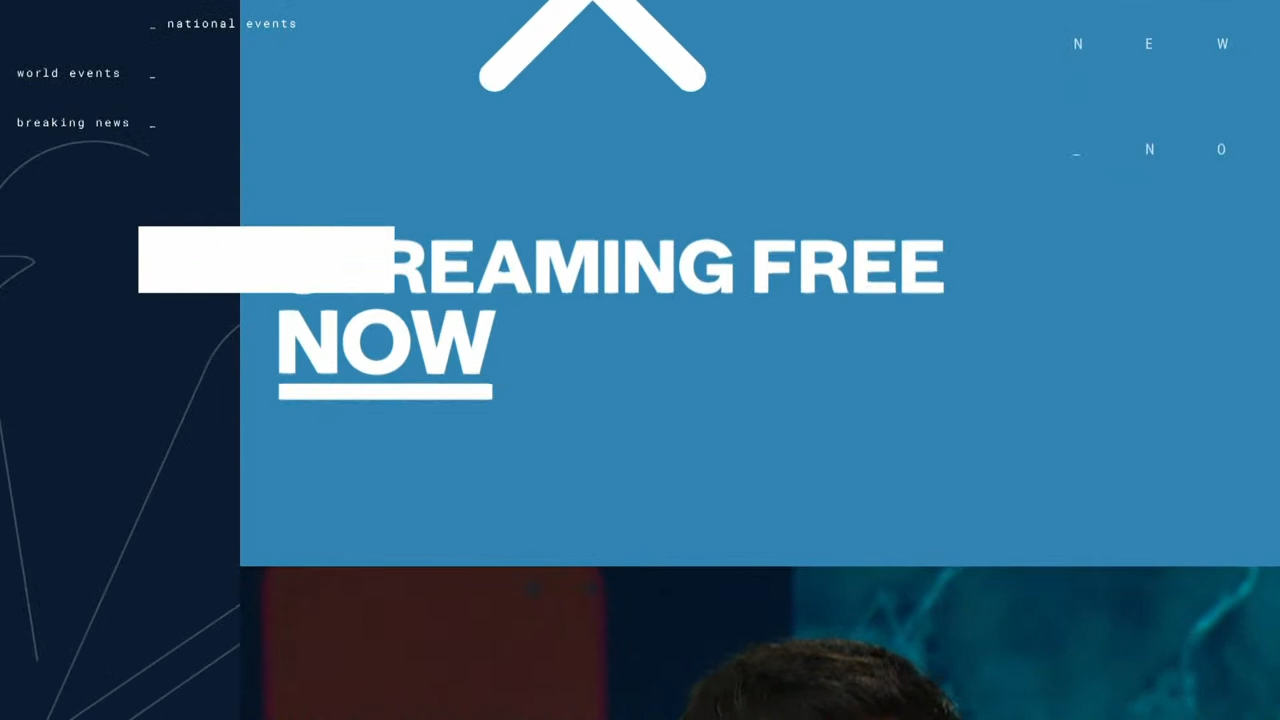 _ national events
world events _
breaking news _
N E W
_ N O
REAMING FREE
NOW